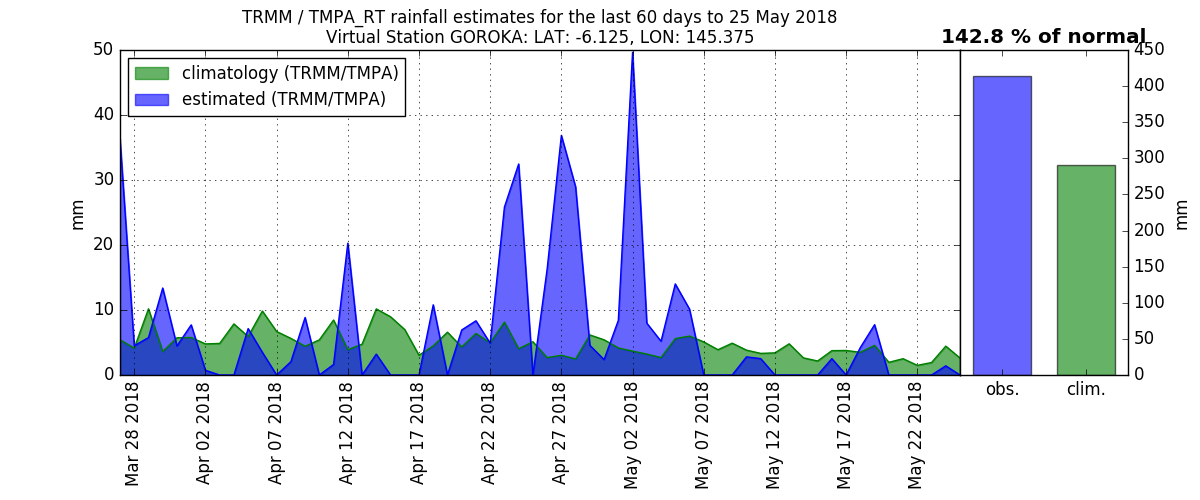 TRMM / TMPA_RT rainfall estimates for the last 60 days to 25 May 2018
Virtual Station GOROKA: LAT: -6.125, LON: 145.375
142.8 % of normal
climatology (TRMM/TMPA)
estimated (TRMM/TMPA)
50
40
30
20
10
0
mm
Mar 28 2018
Apr 02 2018
Apr 07 2018
Apr 12 2018
Apr 17 2018
Apr 22 2018
Apr 27 2018
May 02 2018
May 07 2018
May 12 2018
May 17 2018
May 22 2018
450
400
350
300
250
200
150
100
50
0
mm
obs.
clim.